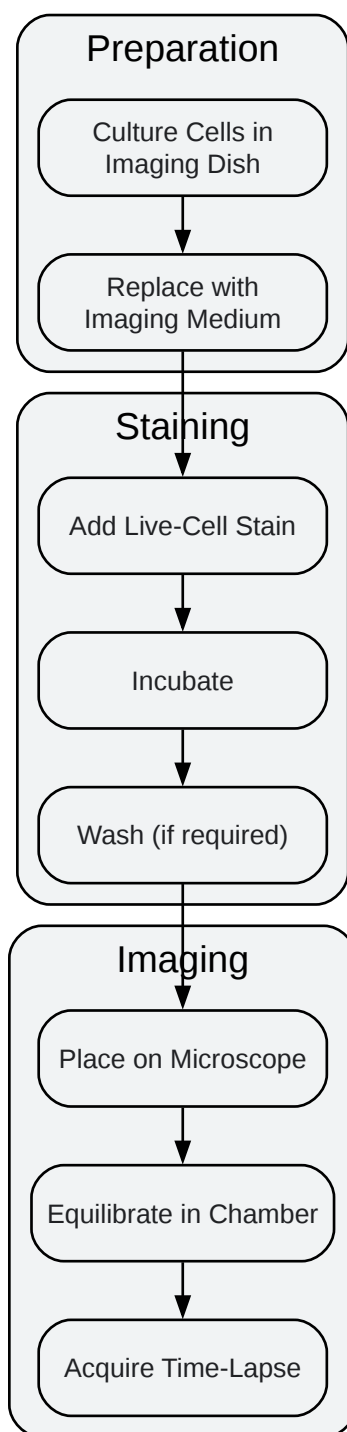 Preparation
Culture Cells in
Imaging Dish
Replace with
Imaging Medium
Staining
Add Live-Cell Stain
Incubate
Wash (if required)
Imaging
Place on Microscope
Equilibrate in Chamber
Acquire Time-Lapse